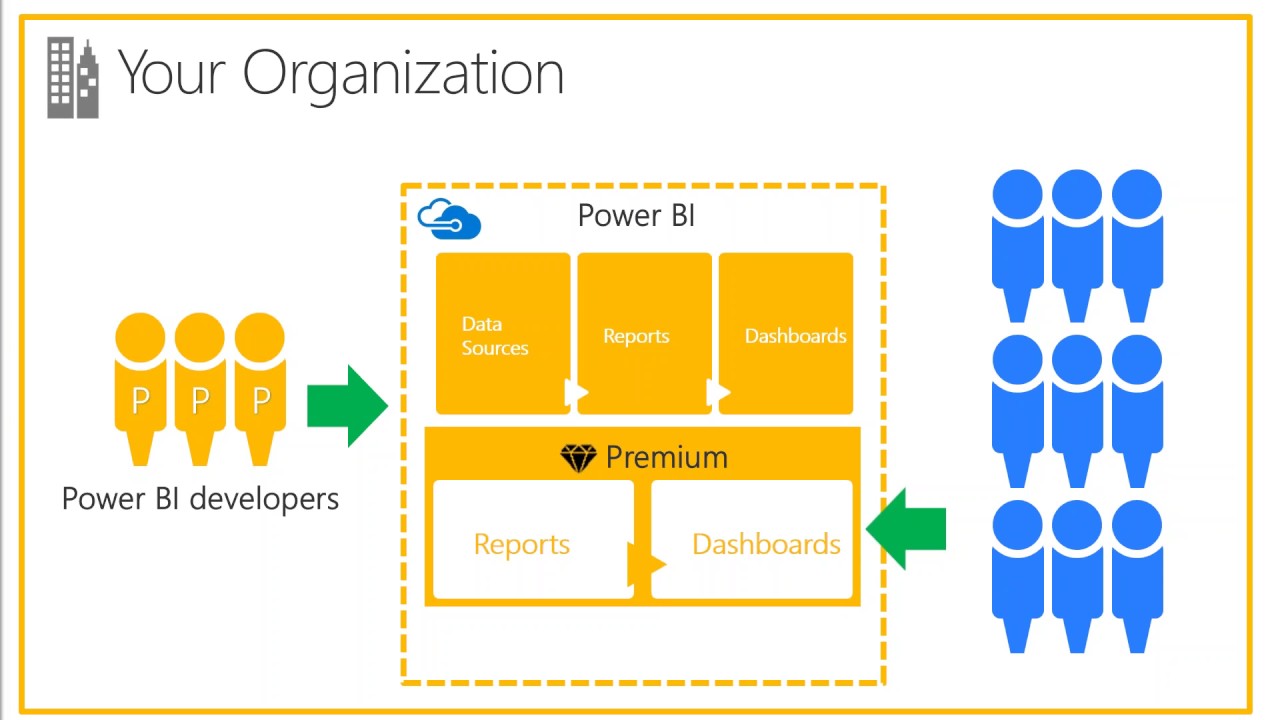 Your Organization
Power BI
Data
Sources
Reports
Dashboards
P P P
Power BI developers
Premium
Reports
Dashboards